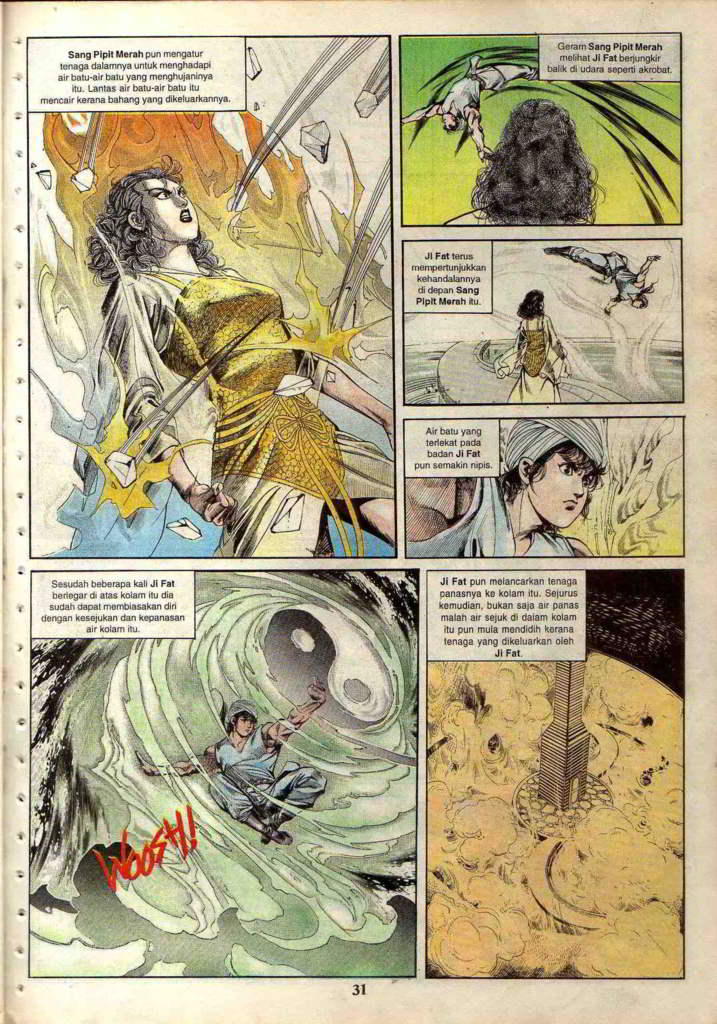 Sang Pipit Merah pun mengatur
tenaga dalamnya untuk menghadapi
air batu-air batu yang menghujaninya
itu. Lantas air batu-air batu itu
mencair kerana bahang yang dikeluarkannya.
Geram Sang Pipit Merah
melihat Ji Fat berjungkir
balik di udara seperti akrobat.
Ji Fat terus
mempertunjukkan
kehandalannya
di depan Sang
Pipit Merah itu.
Air batu yang
terlekat pada
badan Ji Fat
pun semakin nipis.
Sesudah beberapa kali Ji Fat
berlegar di atas kolam itu dia
sudah dapat membiasakan diri
dengan kesejukan dan kepanasan
air kolam itu.
WOOSH!
Ji Fat pun melancarkan tenaga
panasnya ke kolam itu. Sejurus
kemudian, bukan saja air panas
malah air sejuk di dalam kolam
itu pun mula mendidih kerana
tenaga yang dikeluarkan oleh
Ji Fat.
31